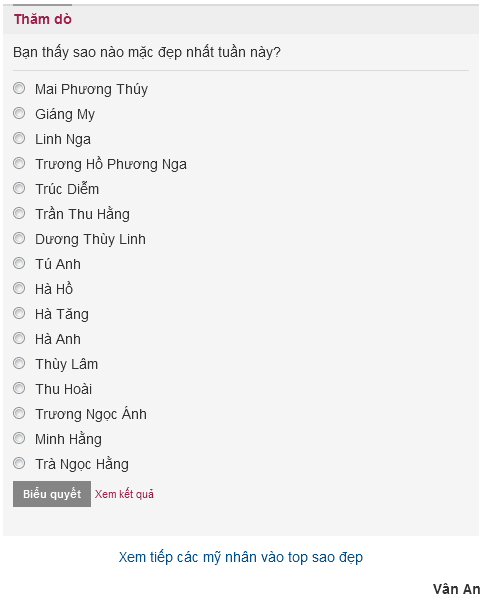 Thăm dò
Bạn thấy sao nào mặc đẹp nhất tuần này?
Mai Phương Thúy
Giáng My
Linh Nga
Trương Hồ Phương Nga
Trúc Diễm
Trần Thu Hằng
Dương Thùy Linh
Tú Anh
Hà Hồ
Hà Tăng
Hà Anh
Thùy Lâm
Thu Hoài
Trương Ngọc Ánh
Minh Hằng
Trà Ngọc Hằng
Biểu quyết Xem kết quả
Xem tiếp các mỹ nhân vào top sao đẹp
Vân An